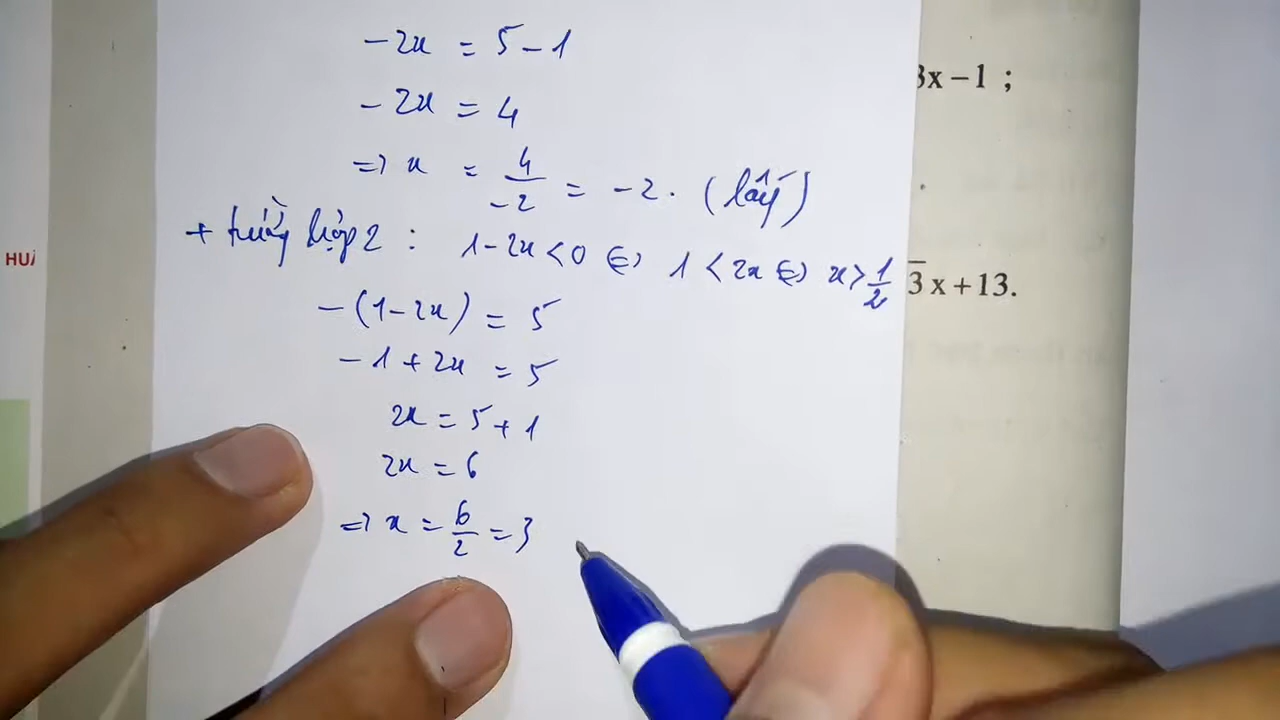 -2x = 5 - 1
-2x = 4
=> x = 4/-2 = -2. (lấy)
+ trường hợp 2 : 1 - 2x < 0 <=> 1 < 2x <=> x > 1/2
-(1 - 2x) = 5
-1 + 2x = 5
2x = 5 + 1
2x = 6
=> x = 6/2 = 3
3x - 1 ;
3x + 13.